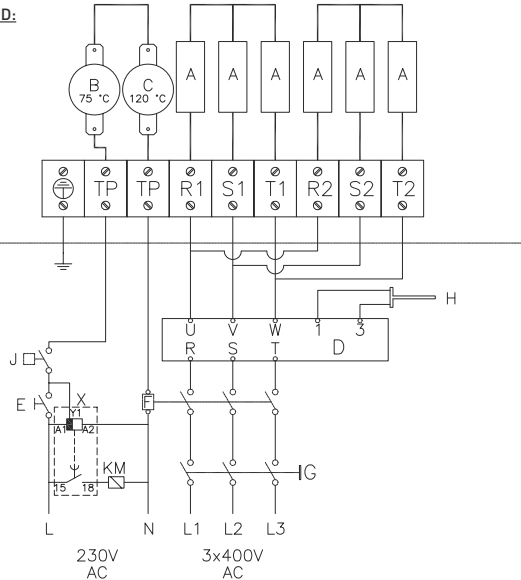 D:
B
75 °C
C
120 °C
A A A A A A
TP TP R1 S1 T1 R2 S2 T2
H
U V W 1 3
R S T D
J
E X F
Y1
A1 A2
KM
15 18
G
L N L1 L2 L3
230V 3x400V
AC AC